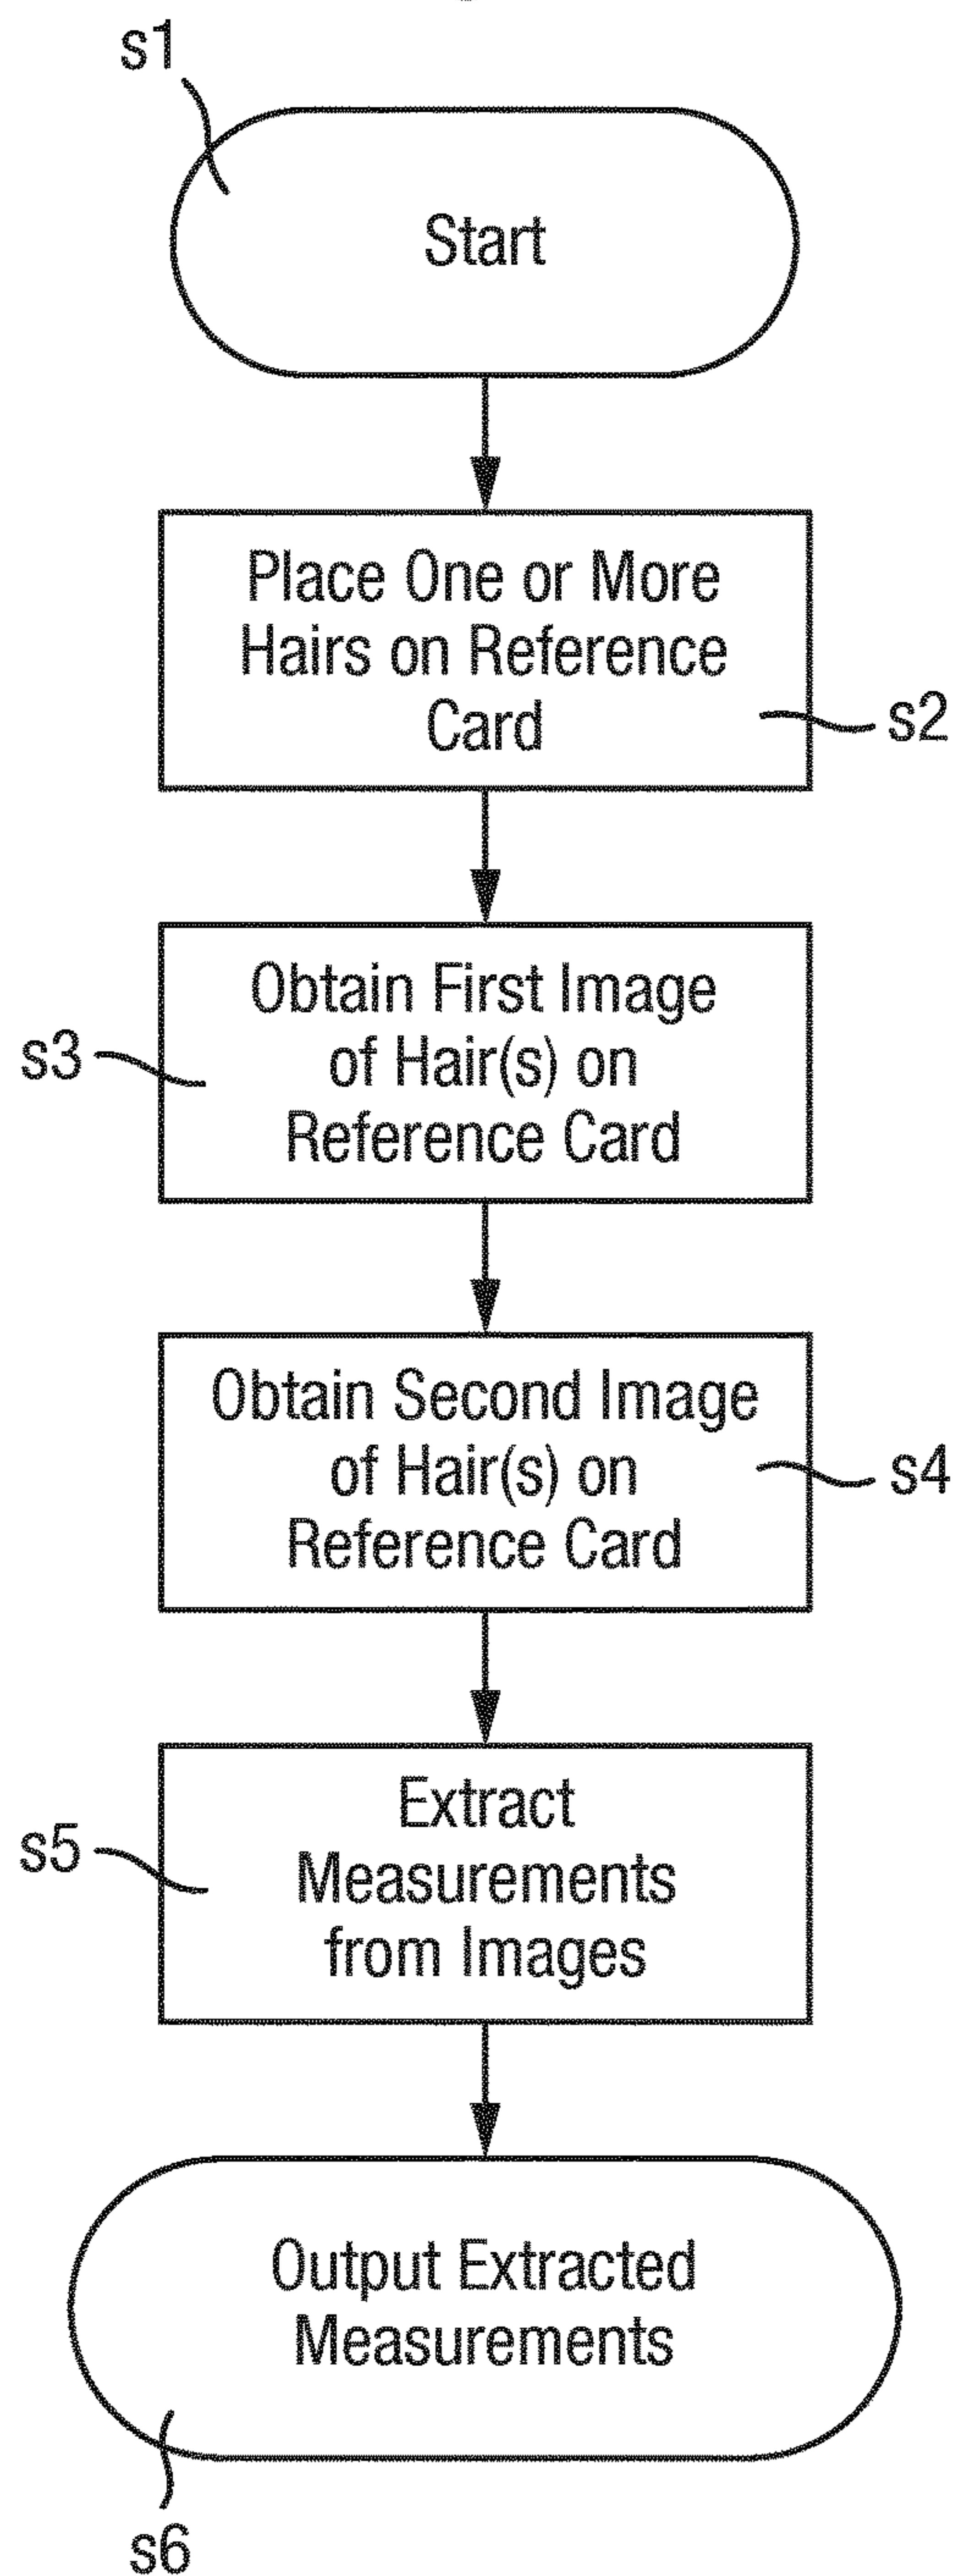 s1
Start
Place One or More
Hairs on Reference
Card
s2
Obtain First Image
of Hair(s) on
Reference Card
s3
Obtain Second Image
of Hair(s) on
Reference Card
s4
Extract
Measurements
from Images
s5
Output Extracted
Measurements
s6